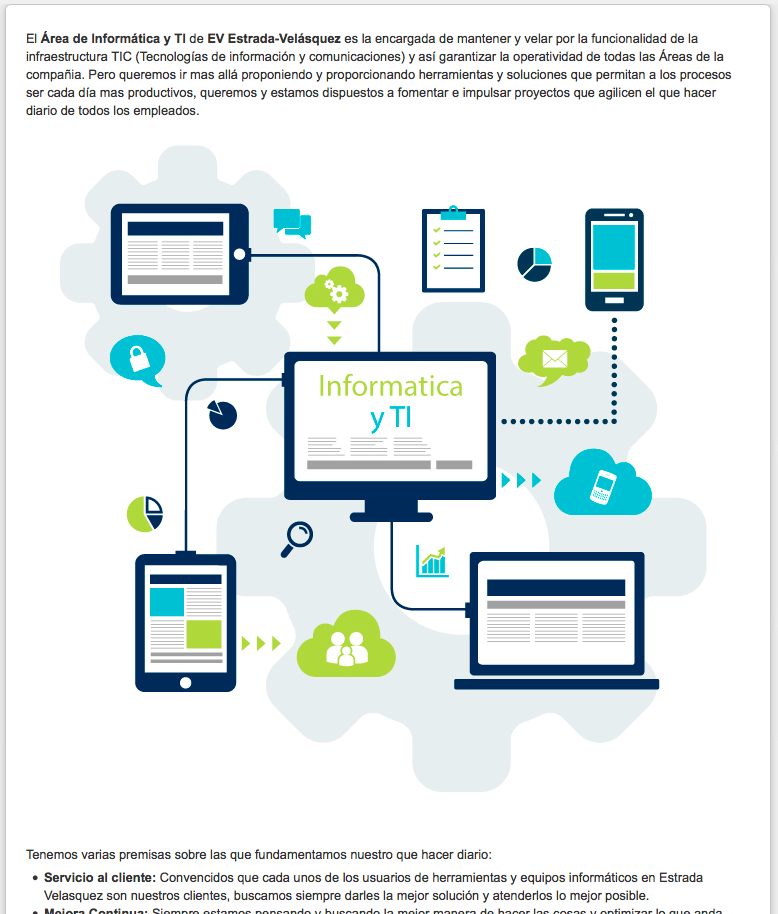 El Área de Informática y TI de EV Estrada-Velásquez es la encargada de mantener y velar por la funcionalidad de la
infraestructura TIC (Tecnologías de información y comunicaciones) y así garantizar la operatividad de todas las Áreas de la
compañia. Pero queremos ir mas allá proponiendo y proporcionando herramientas y soluciones que permitan a los procesos
ser cada día mas productivos, queremos y estamos dispuestos a fomentar e impulsar proyectos que agilicen el que hacer
diario de todos los empleados.
Informatica
y TI
Tenemos varias premisas sobre las que fundamentamos nuestro que hacer diario:
• Servicio al cliente: Convencidos que cada unos de los usuarios de herramientas y equipos informáticos en Estrada
Velasquez son nuestros clientes, buscamos siempre darles la mejor solución y atenderlos lo mejor posible.
• Mejora Continua: Siempre estamos pensando y buscando la mejor manera de hacer las cosas y optimizar lo que anda